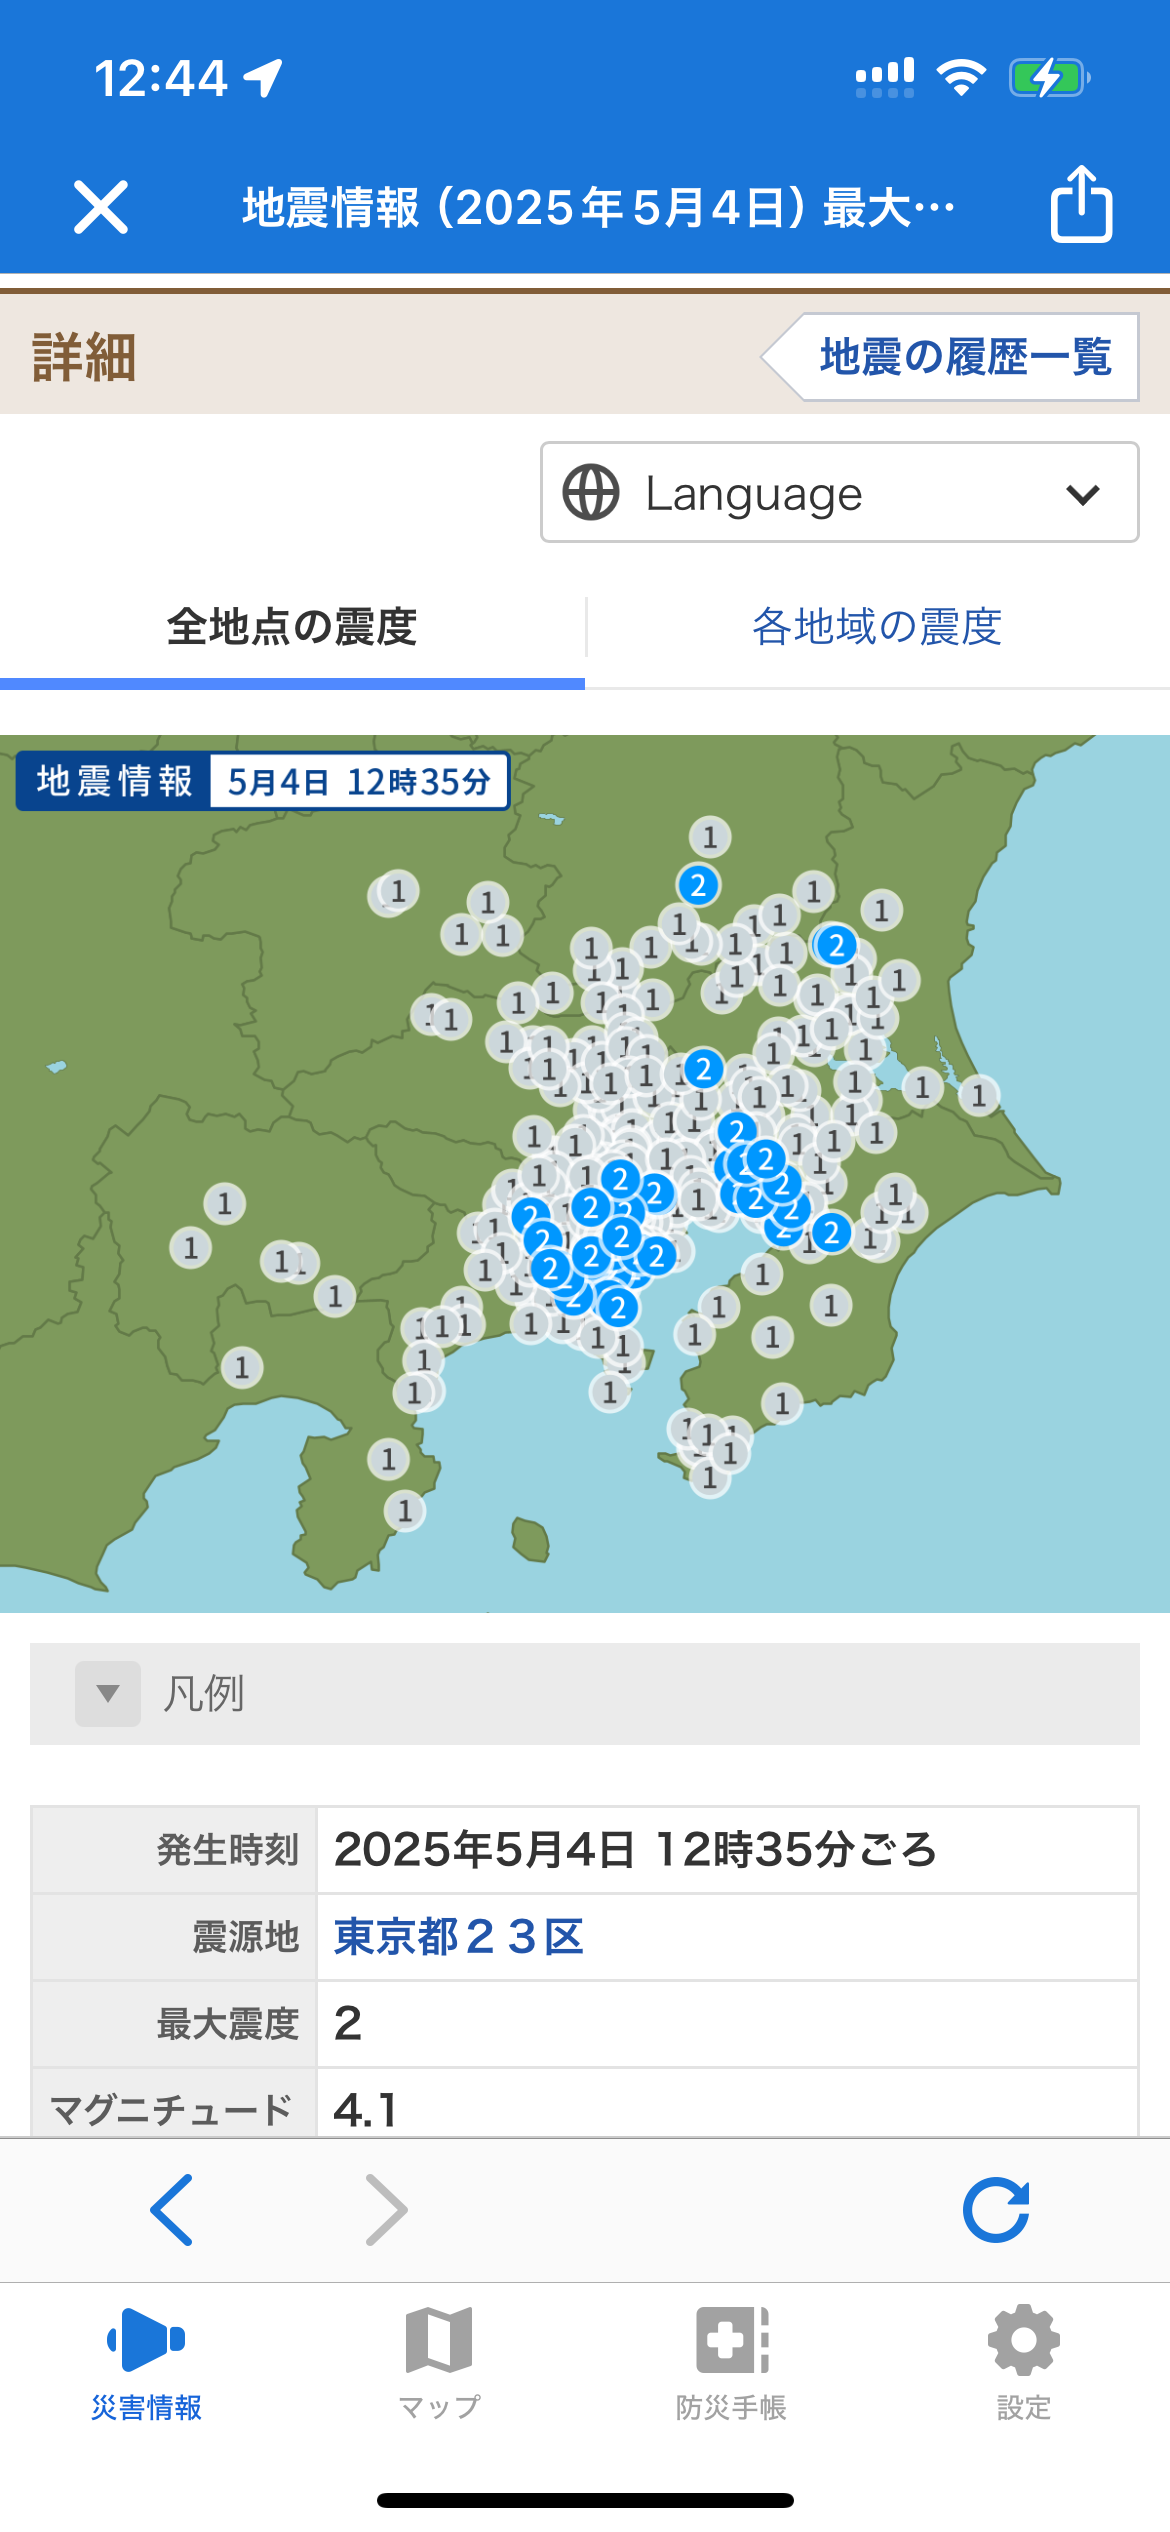 12:44
地震情報（2025年5月4日）最大…
詳細
地震の履歴一覧
Language
全地点の震度
各地域の震度
地震情報 5月4日 12時35分
凡例
発生時刻 2025年5月4日 12時35分ごろ
震源地 東京都２３区
最大震度 2
マグニチュード 4.1
災害情報
マップ
防災手帳
設定